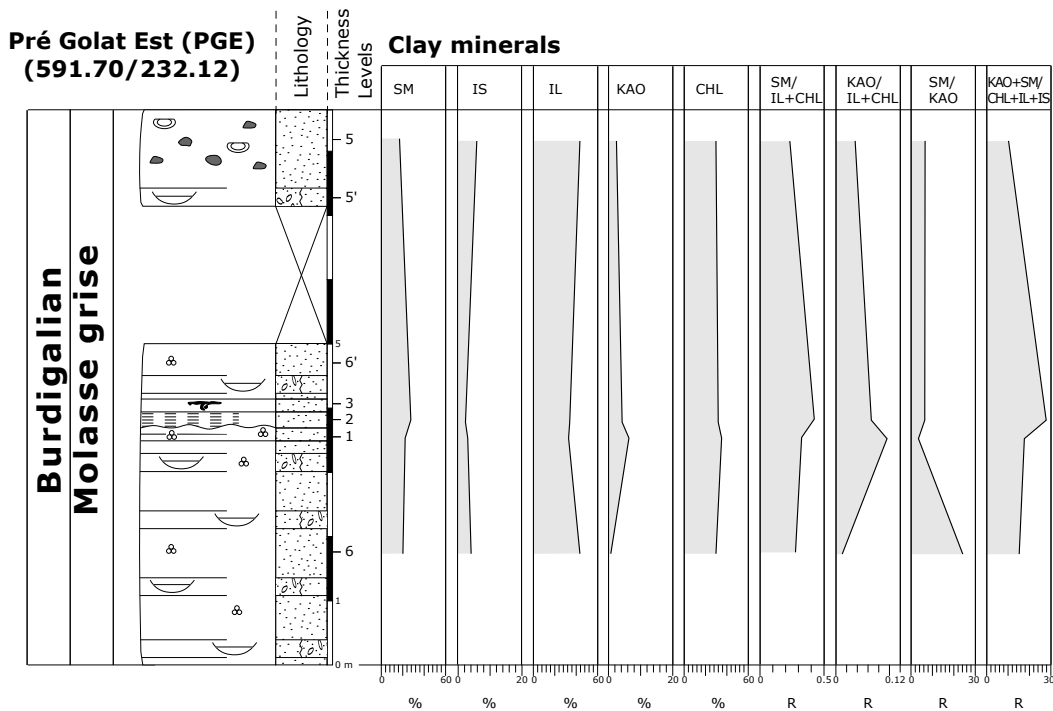 Pré Golat Est (PGE)
(591.70/232.12)
Lithology
Thickness
Levels
Clay minerals
SM
IS
IL
KAO
CHL
SM/
IL+CHL
KAO/
IL+CHL
SM/
KAO
KAO+SM/
CHL+IL+IS
Burdigalian
Molasse grise
5
5'
5
6'
3
2
1
6
1
0 m
0 60
0 60
0 60
0 20
0 60
0 0.5
0 0.12
0 30
0 30
%
%
%
%
%
R
R
R
R